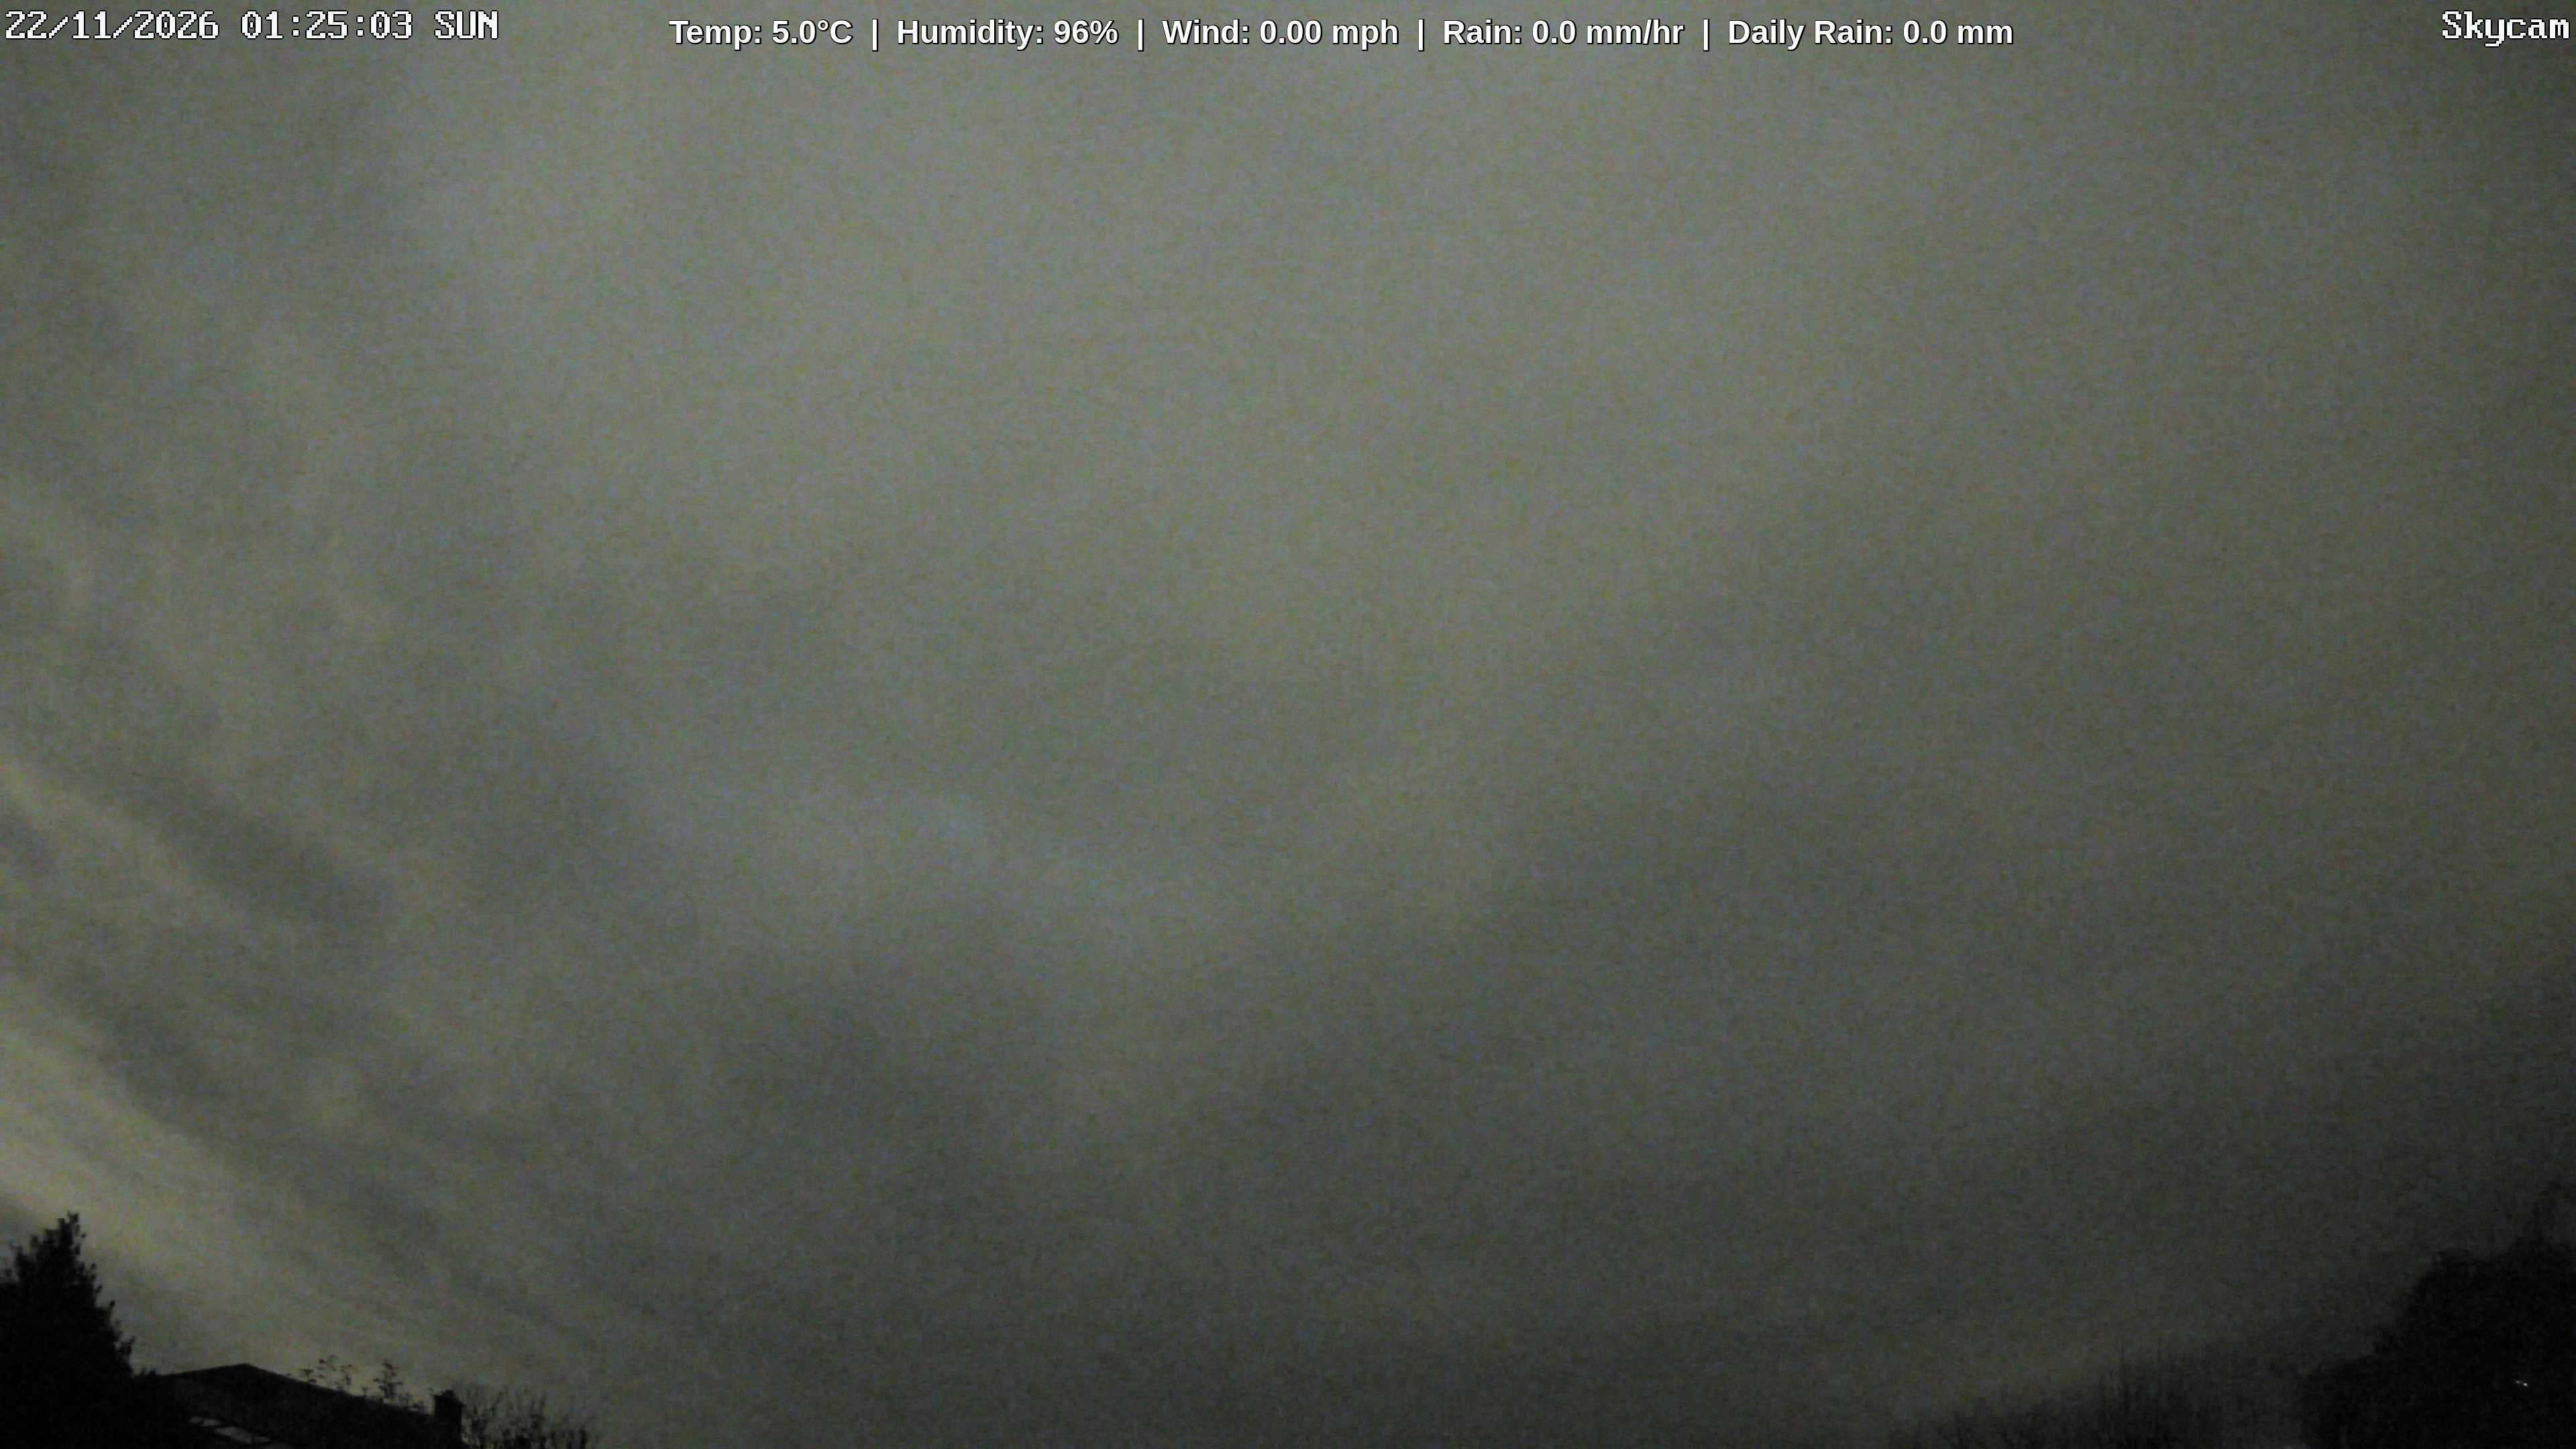 22/11/2026 01:25:03 SUN
Temp: 5.0°C | Humidity: 96% | Wind: 0.00 mph | Rain: 0.0 mm/hr | Daily Rain: 0.0 mm
Skycam